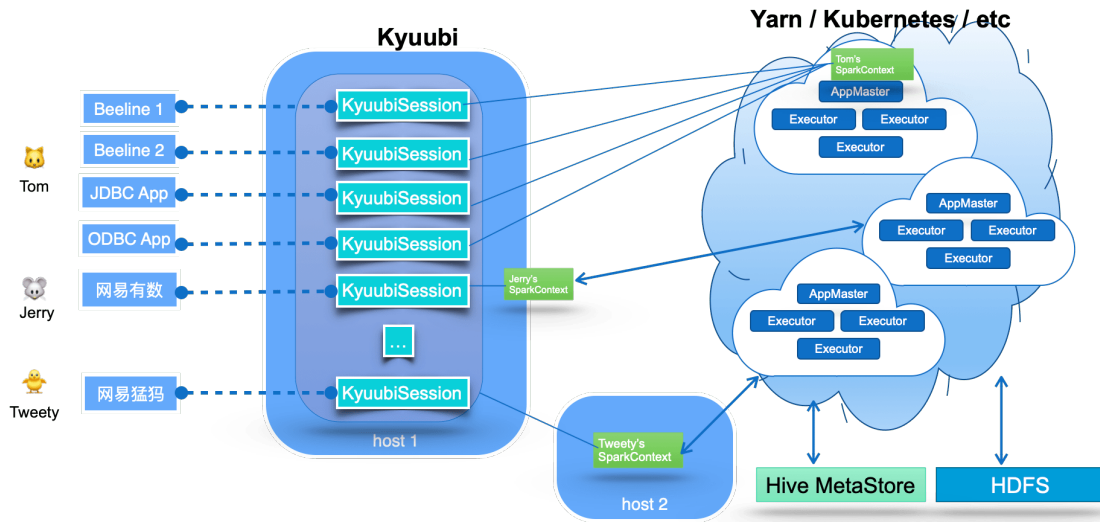 Kyuubi
Yarn / Kubernetes / etc
Tom
Jerry
Tweety
Beeline 1
Beeline 2
JDBC App
ODBC App
网易有数
网易猛犸
KyuubiSession
KyuubiSession
KyuubiSession
KyuubiSession
KyuubiSession
...
KyuubiSession
host 1
Jerry's
SparkContext
Tweety's
SparkContext
host 2
Tom's
SparkContext
AppMaster
Executor
Executor
Executor
AppMaster
Executor
Executor
Executor
AppMaster
Executor
Executor
Executor
Hive MetaStore
HDFS